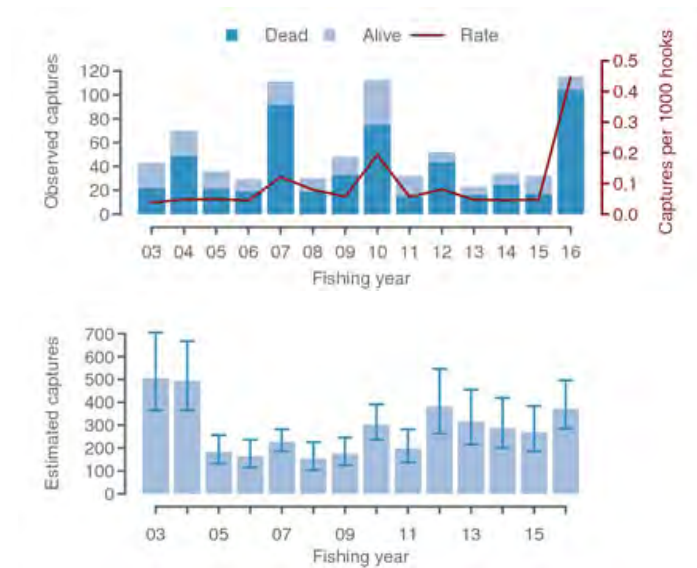 Dead Alive Rate
120
100
80
60
40
20
0
Observed captures
0.5
0.4
0.3
0.2
0.1
0.0
Captures per 1000 hooks
03 04 05 06 07 08 09 10 11 12 13 14 15 16
Fishing year
700
600
500
400
300
200
100
0
Estimated captures
03 05 07 09 11 13 15
Fishing year